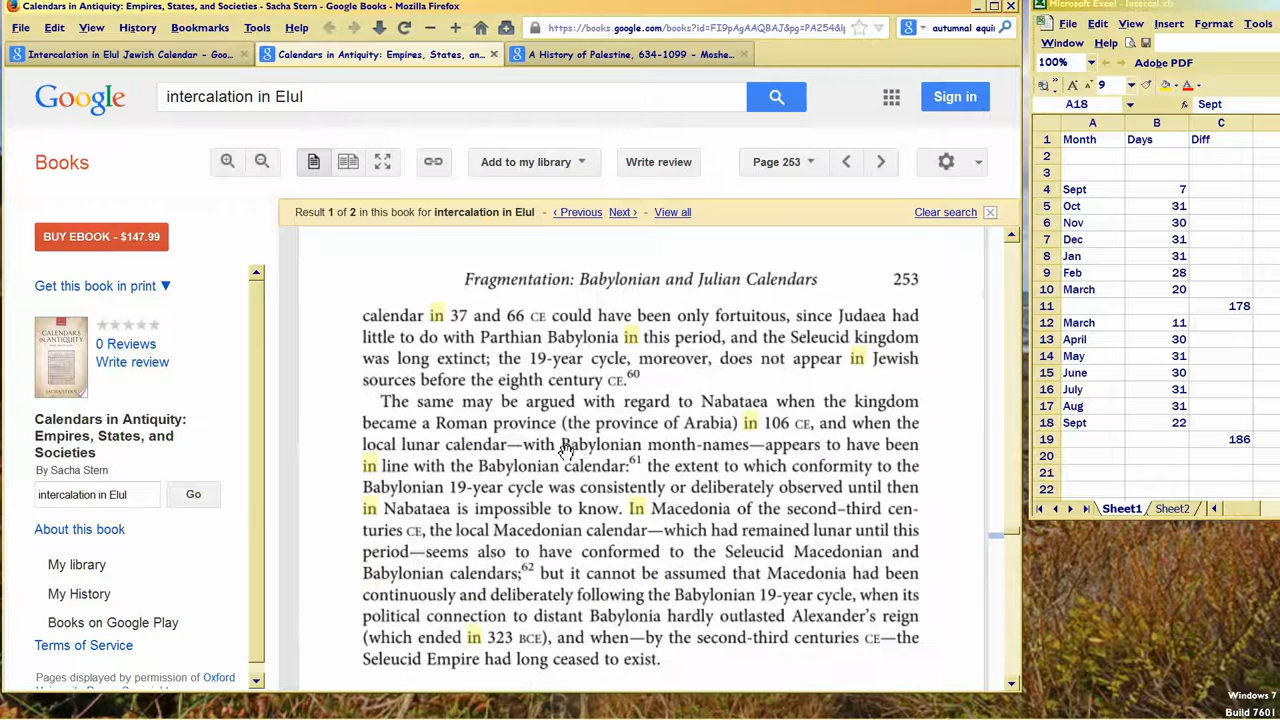 Calendars in Antiquity: Empires, States, and Societies - Sacha Stern - Google Books - Mozilla Firefox
File Edit View History Bookmarks Tools Help
https://books.google.com/books?id=FI9pAgAAQBAJ&pg=PA254&l
autumnal equi
Intercalation in Elul Jewish Calendar - Goo...
Calendars in Antiquity: Empires, States, an...
A History of Palestine, 634-1099 - Moshe...
Google
intercalation in Elul
Sign in
Books
Add to my library
Write review
Page 253
Result 1 of 2 in this book for intercalation in Elul - ‹ Previous Next › - View all
Clear search
BUY EBOOK - $147.99
Get this book in print ▼
CALENDARS IN ANTIQUITY
0 Reviews
Write review
Calendars in Antiquity:
Empires, States, and
Societies
By Sacha Stern
intercalation in Elul
Go
About this book
My library
My History
Books on Google Play
Terms of Service
Pages displayed by permission of Oxford
Fragmentation: Babylonian and Julian Calendars 253
calendar in 37 and 66 CE could have been only fortuitous, since Judaea had
little to do with Parthian Babylonia in this period, and the Seleucid kingdom
was long extinct; the 19-year cycle, moreover, does not appear in Jewish
sources before the eighth century CE.60
The same may be argued with regard to Nabataea when the kingdom
became a Roman province (the province of Arabia) in 106 CE, and when the
local lunar calendar—with Babylonian month-names—appears to have been
in line with the Babylonian calendar:61 the extent to which conformity to the
Babylonian 19-year cycle was consistently or deliberately observed until then
in Nabataea is impossible to know. In Macedonia of the second–third cen-
turies CE, the local Macedonian calendar—which had remained lunar until this
period—seems also to have conformed to the Seleucid Macedonian and
Babylonian calendars;62 but it cannot be assumed that Macedonia had been
continuously and deliberately following the Babylonian 19-year cycle, when its
political connection to distant Babylonia hardly outlasted Alexander's reign
(which ended in 323 BCE), and when—by the second-third centuries CE—the
Seleucid Empire had long ceased to exist.
Microsoft Excel - Intercal.xls
File Edit View Insert Format Tools
Window Help
100% Adobe PDF
9
A18 fx Sept
A B C
1 Month Days Diff
2
3
4 Sept 7
5 Oct 31
6 Nov 30
7 Dec 31
8 Jan 31
9 Feb 28
10 March 20
11 178
12 March 11
13 April 30
14 May 31
15 June 30
16 July 31
17 Aug 31
18 Sept 22
19 186
20
21
22
Sheet1 Sheet2
Windows 7
Build 7601